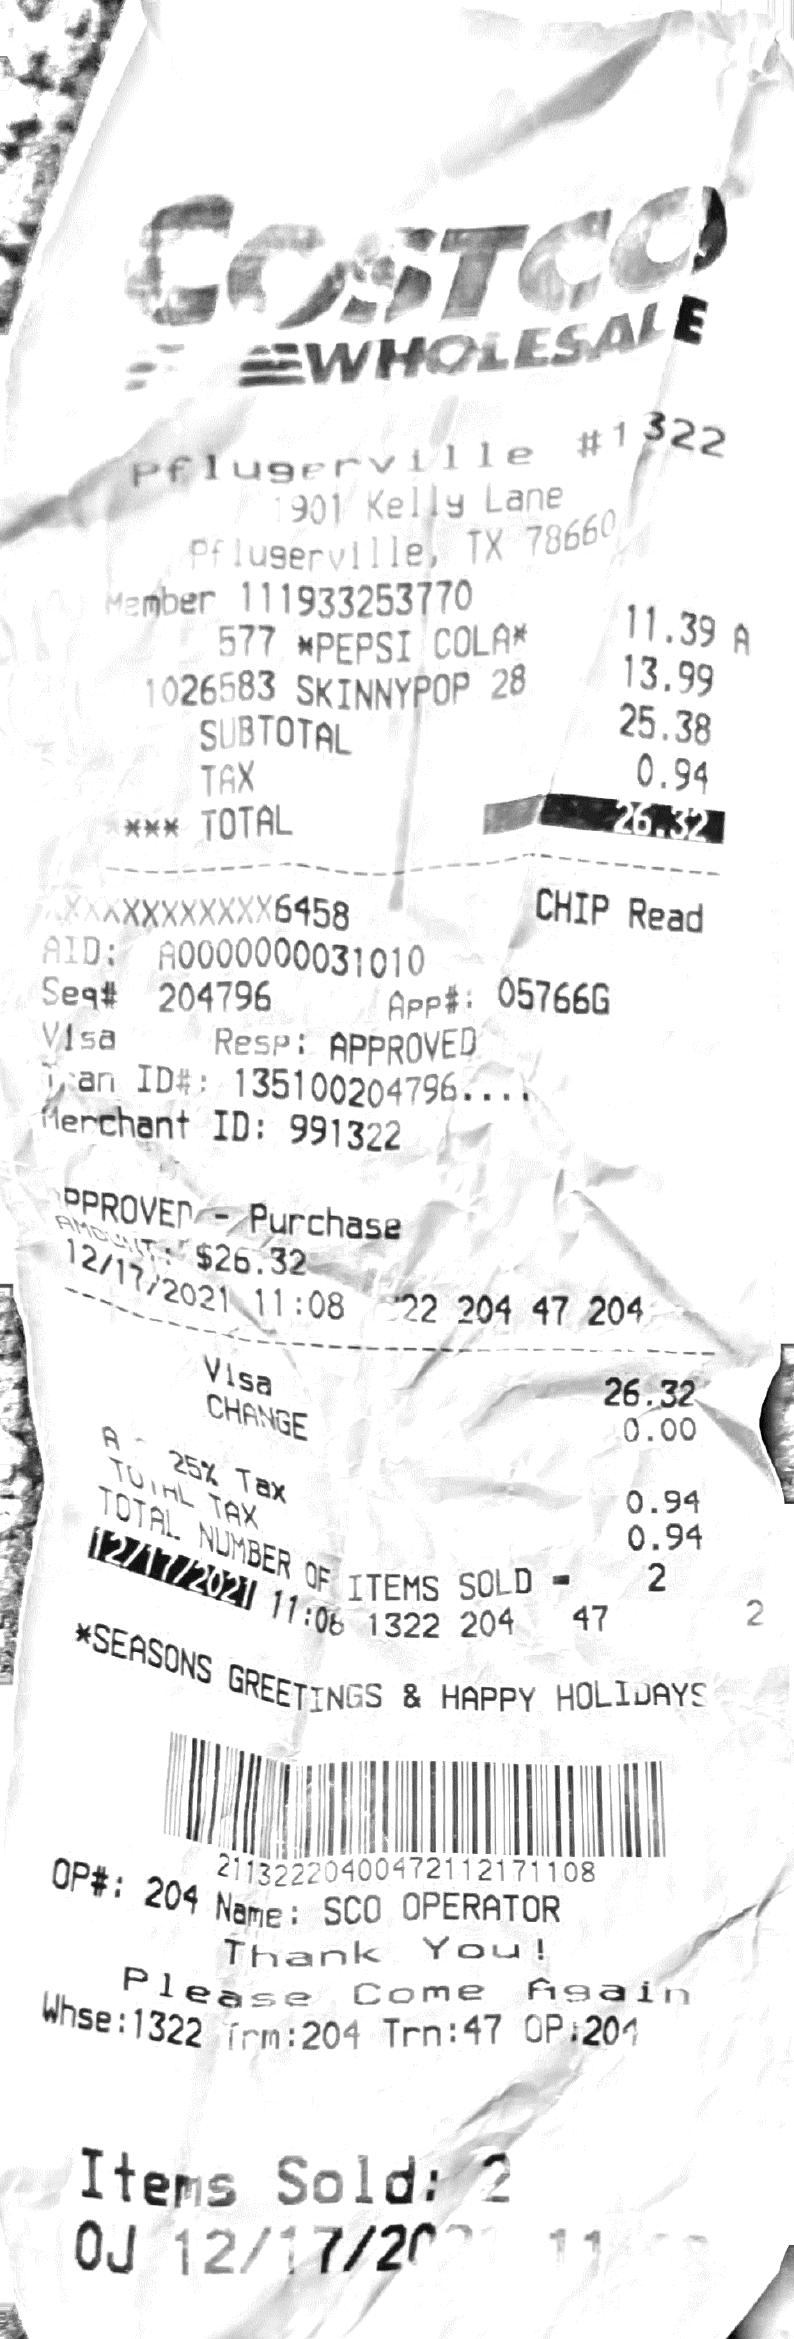 COSTCO
WHOLESALE
Pflugerville #1322
1901 Kelly Lane
Pflugerville, TX 78660
Member 111933253770
577 *PEPSI COLA* 11.39 A
1026583 SKINNYPOP 28 13.99
SUBTOTAL 25.38
TAX 0.94
*** TOTAL 26.32
XXXXXXXXXXXX6458 CHIP Read
AID: A0000000031010
Seq# 204796 App#: 05766G
Visa Resp: APPROVED
Tran ID#: 135100204796....
Merchant ID: 991322
APPROVED - Purchase
AMOUNT: $26.32
12/17/2021 11:08 22 204 47 204
Visa 26.32
CHANGE 0.00
A 25% Tax 0.94
TOTAL TAX 0.94
TOTAL NUMBER OF ITEMS SOLD = 2
12/17/2021 11:08 1322 204 47 2
*SEASONS GREETINGS & HAPPY HOLIDAYS
21132220400472112171108
OP#: 204 Name: SCO OPERATOR
Thank You!
Please Come Again
Whse:1322 Trm:204 Trn:47 OP:204
Items Sold: 2
OJ 12/17/20 11